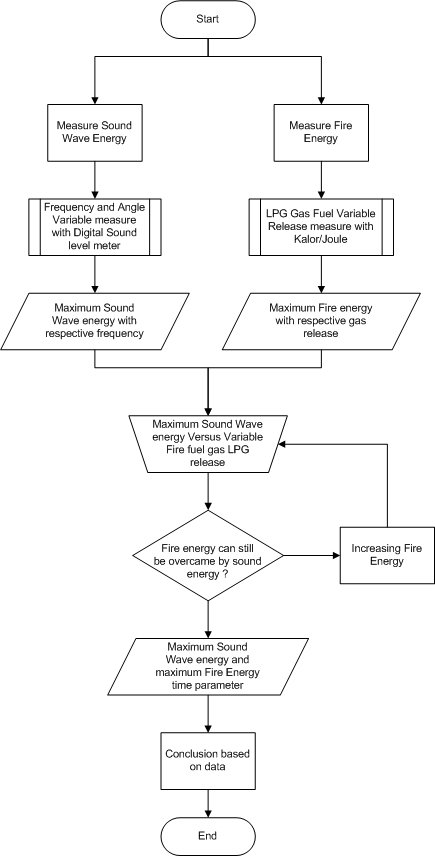 Start
Measure Sound
Wave Energy
Measure Fire
Energy
Frequency and Angle
Variable measure
with Digital Sound
level meter
LPG Gas Fuel Variable
Release measure with
Kalor/Joule
Maximum Sound
Wave energy with
respective frequency
Maximum Fire energy
with respective gas
release
Maximum Sound Wave
energy Versus Variable
Fire fuel gas LPG
release
Fire energy can still
be overcame by sound
energy ?
Increasing Fire
Energy
Maximum Sound
Wave energy and
maximum Fire Energy
time parameter
Conclusion based
on data
End